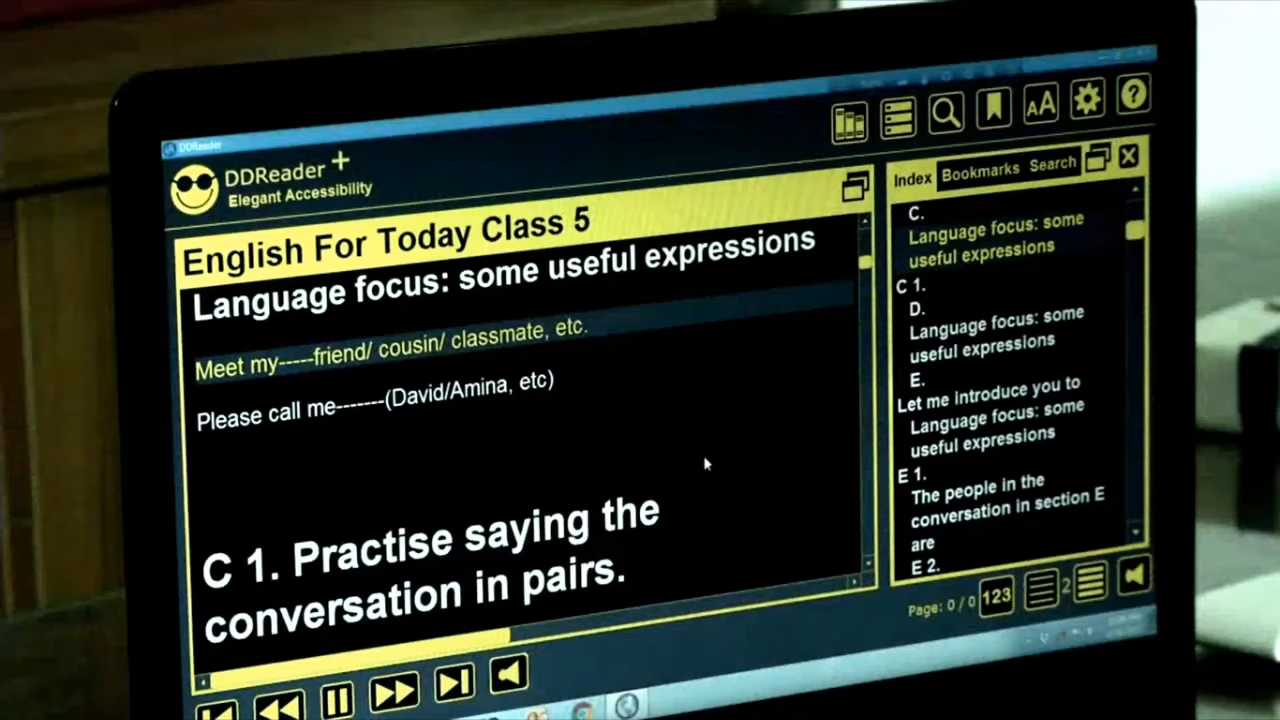 DDReader
DDReader +
Elegant Accessibility
AA
?
English For Today Class 5
Language focus: some useful expressions
Meet my-----friend/ cousin/ classmate, etc.
Please call me-------(David/Amina, etc)
C 1. Practise saying the
conversation in pairs.
Index Bookmarks Search
C.
Language focus: some
useful expressions
C 1.
D.
Language focus: some
useful expressions
E.
Let me introduce you to
Language focus: some
useful expressions
E 1.
The people in the
conversation in section E
are
E 2.
Page: 0 / 0 123 2